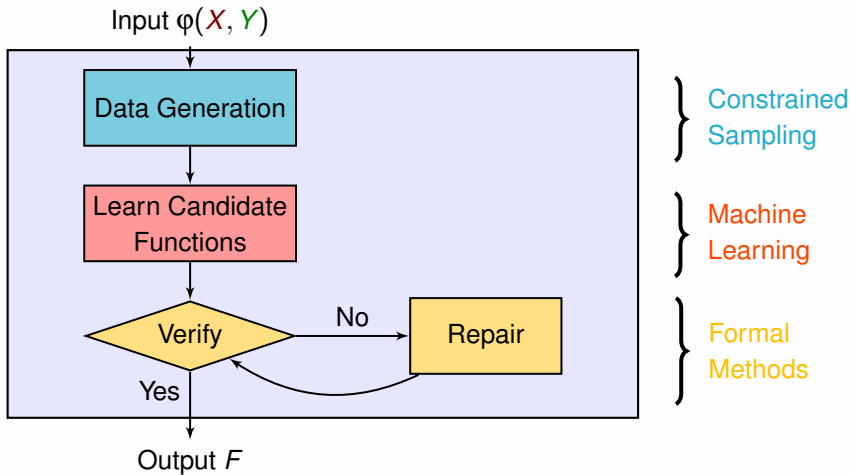 Input φ(X, Y)
Data Generation
Constrained
Sampling
Learn Candidate
Functions
Machine
Learning
Verify
No
Repair
Formal
Methods
Yes
Output F